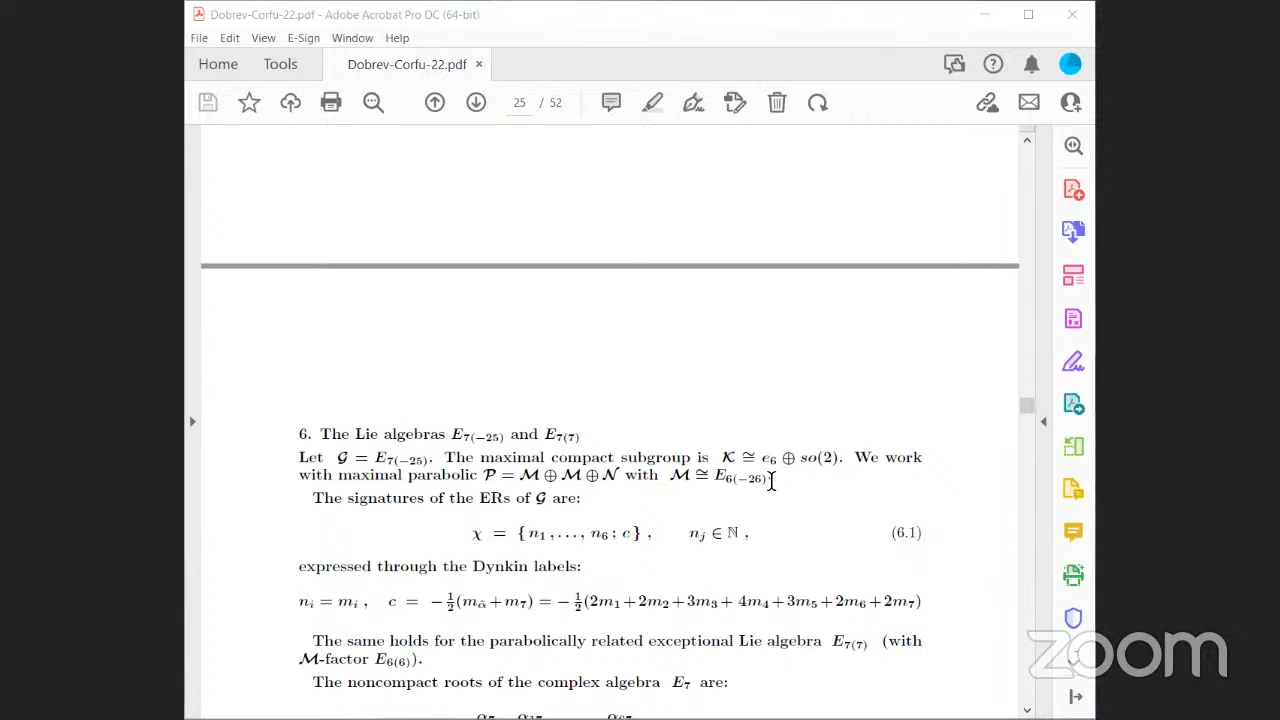 Dobrev-Corfu-22.pdf - Adobe Acrobat Pro DC (64-bit)
File Edit View E-Sign Window Help
Home Tools Dobrev-Corfu-22.pdf ×
25 / 52
6. The Lie algebras E₇₍₋₂₅₎ and E₇₍₇₎
Let 𝓖 = E₇₍₋₂₅₎. The maximal compact subgroup is 𝓚 ≅ e₆ ⊕ so(2). We work
with maximal parabolic 𝓟 = 𝓜 ⊕ 𝓜 ⊕ 𝓝 with 𝓜 ≅ E₆₍₋₂₆₎
The signatures of the ERs of 𝓖 are:
χ = { n₁ , . . . , n₆ ; c } , nⱼ ∈ ℕ , (6.1)
expressed through the Dynkin labels:
nᵢ = mᵢ , c = −½(m_α̃ + m₇) = −½(2m₁+2m₂+3m₃+4m₄+3m₅+2m₆+2m₇)
The same holds for the parabolically related exceptional Lie algebra E₇₍₇₎ (with
𝓜-factor E₆₍₆₎).
The noncompact roots of the complex algebra E₇ are:
zoom